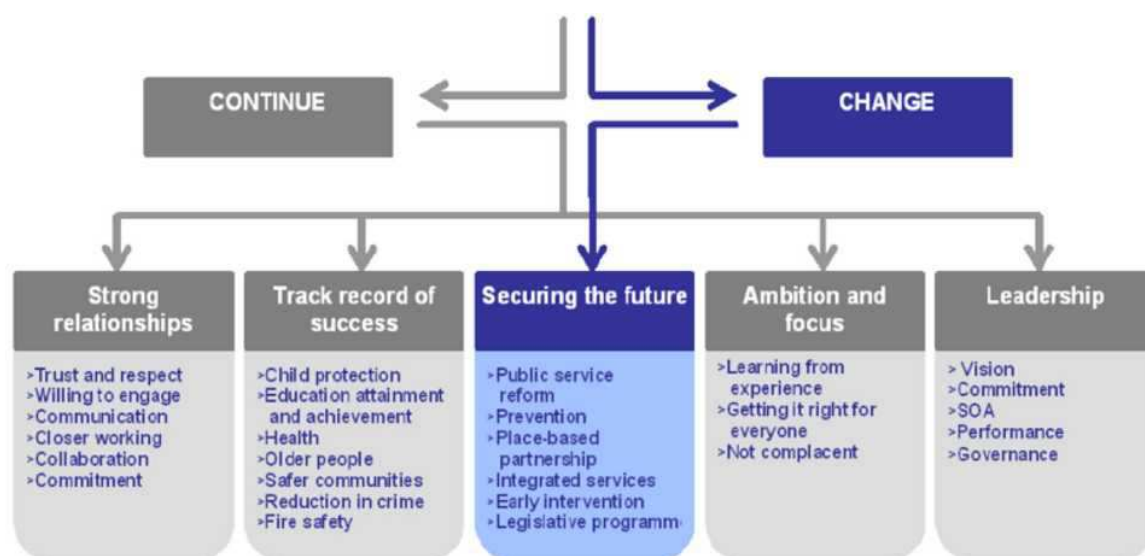 CONTINUE
CHANGE
Strong
relationships
>Trust and respect
>Willing to engage
>Communication
>Closer working
>Collaboration
>Commitment
Track record of
success
>Child protection
>Education attainment
and achievement
>Health
>Older people
>Safer communities
>Reduction in crime
>Fire safety
Securing the future
>Public service
reform
>Prevention
>Place-based
partnership
>Integrated services
>Early intervention
>Legislative programm
Ambition and
focus
>Learning from
experience
>Getting it right for
everyone
>Not complacent
Leadership
>Vision
>Commitment
>SOA
>Performance
>Governance